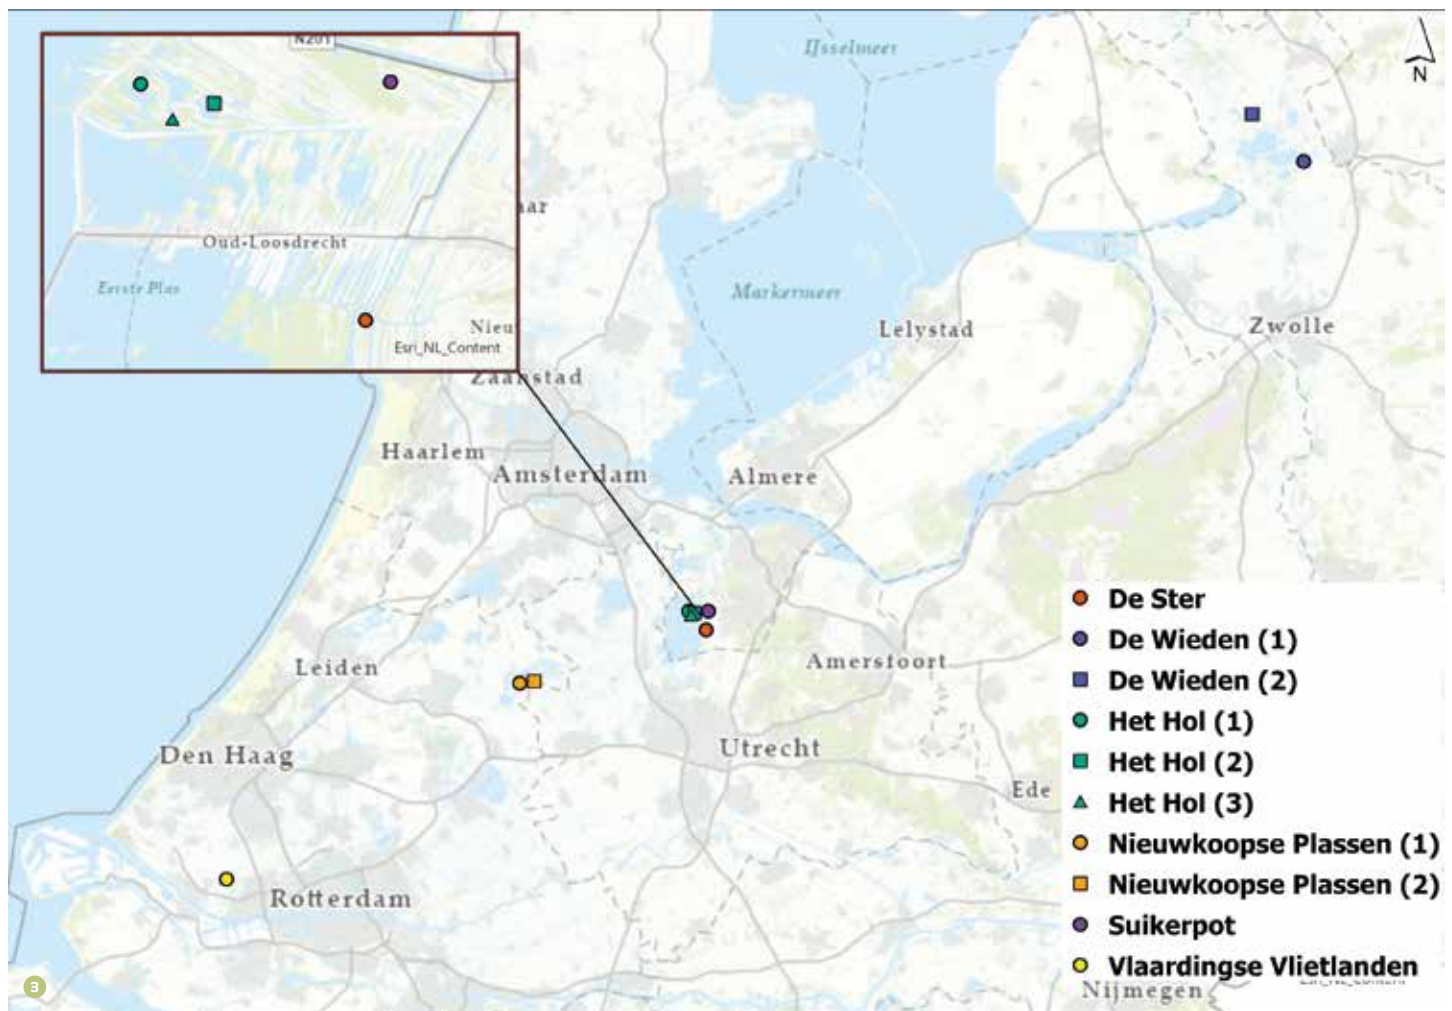 N201
IJsselmeer
N
aar
Oud-Loosdrecht
Eerste Plas
Markermeer
Lelystad
Zwolle
Nieu
Esri_NL_Content
Zaanstad
Haarlem
Amsterdam
Almere
De Ster
De Wieden (1)
Leiden
Amersfoort
De Wieden (2)
Het Hol (1)
Den Haag
Utrecht
Het Hol (2)
Ede
Het Hol (3)
Nieuwkoopse Plassen (1)
Nieuwkoopse Plassen (2)
Rotterdam
Suikerpot
Vlaardingse Vlietlanden
3
Nijmegen